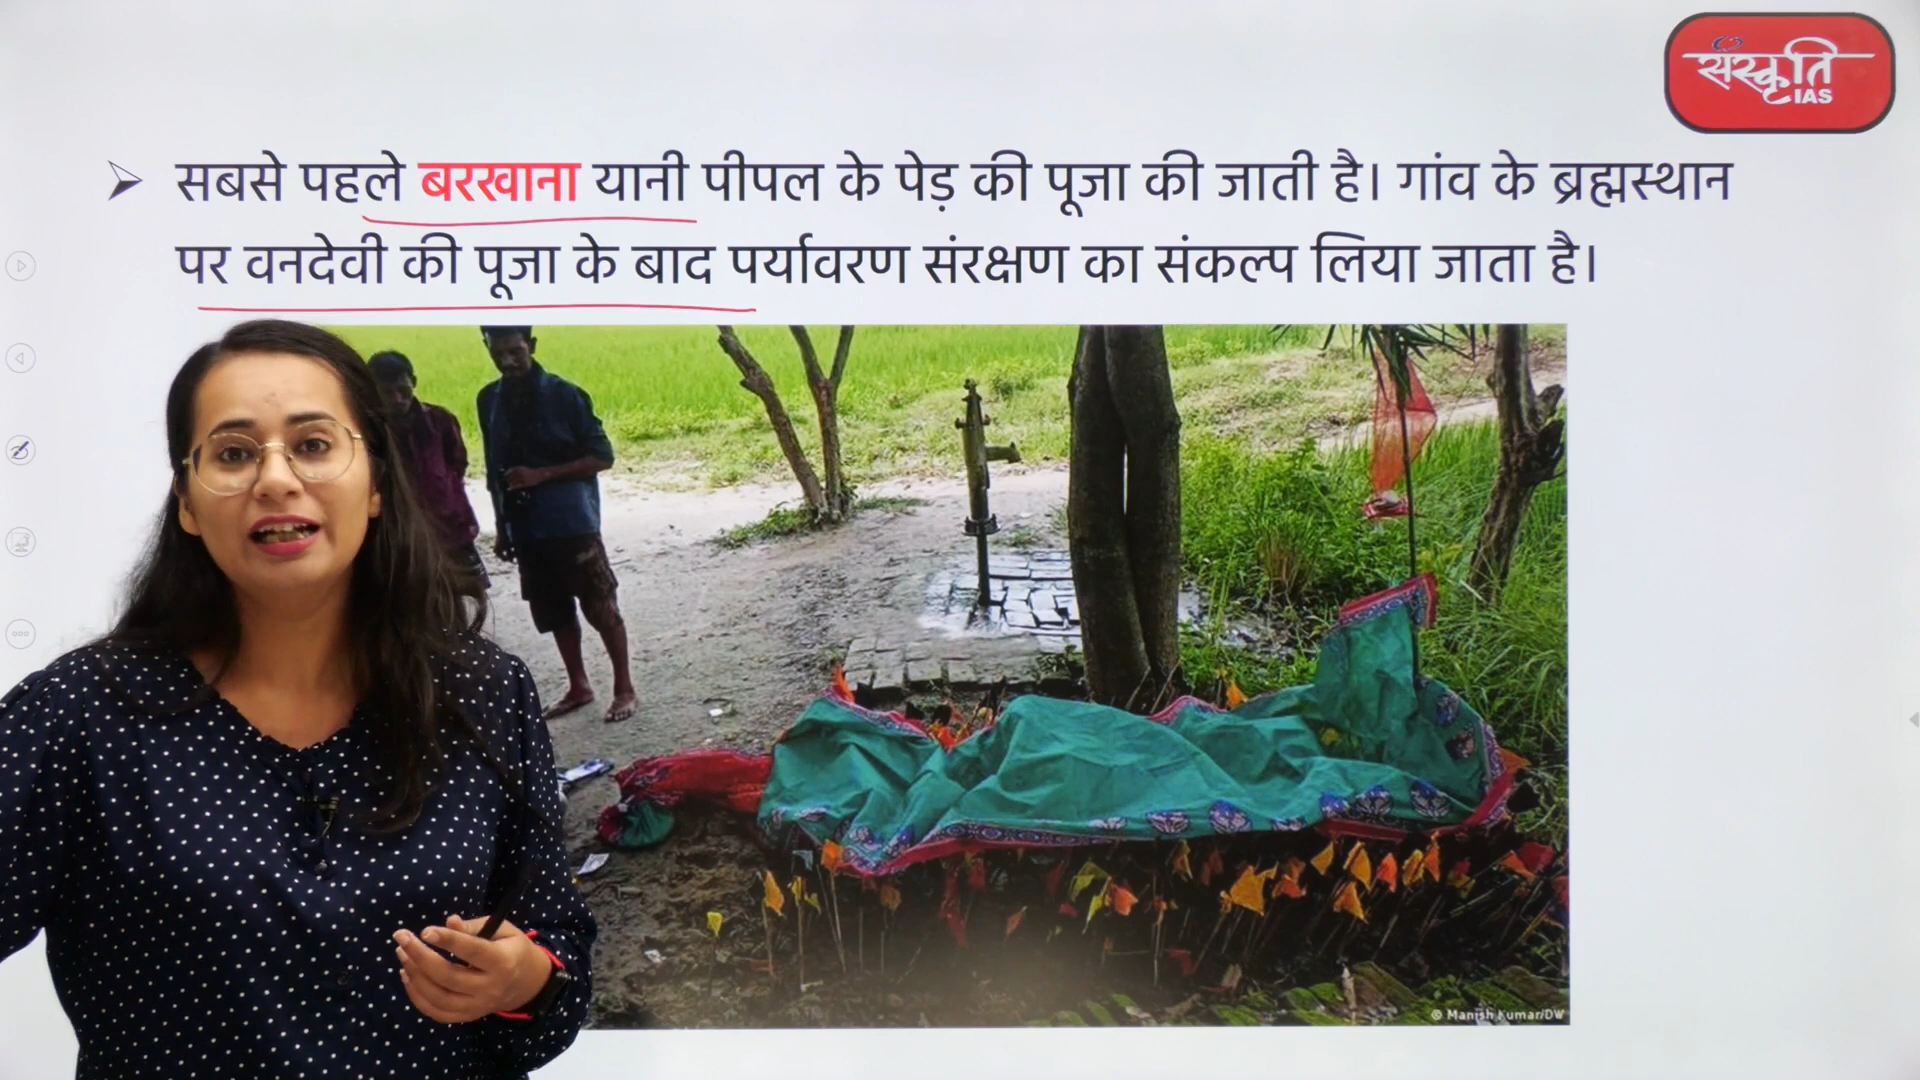 संस्कृति
IAS
सबसे पहले बरखाना यानी पीपल के पेड़ की पूजा की जाती है। गांव के ब्रह्मस्थान
पर वनदेवी की पूजा के बाद पर्यावरण संरक्षण का संकल्प लिया जाता है।
© Manish Kumar/DW